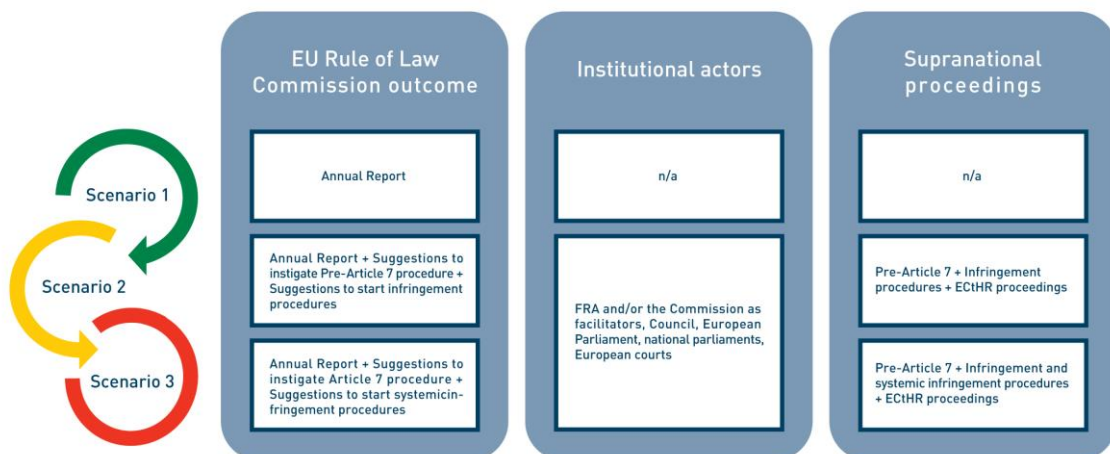 EU Rule of Law
Commission outcome
Institutional actors
Supranational
proceedings
Scenario 1
Annual Report
n/a
n/a
Scenario 2
Annual Report + Suggestions to
instigate Pre-Article 7 procedure +
Suggestions to start infringement
procedures
FRA and/or the Commission as
facilitators, Council, European
Parliament, national parliaments,
European courts
Pre-Article 7 + Infringement
procedures + ECtHR proceedings
Scenario 3
Annual Report + Suggestions to
instigate Article 7 procedure +
Suggestions to start systemicin-
fringement procedures
Pre-Article 7 + Infringement and
systemic infringement procedures
+ ECtHR proceedings